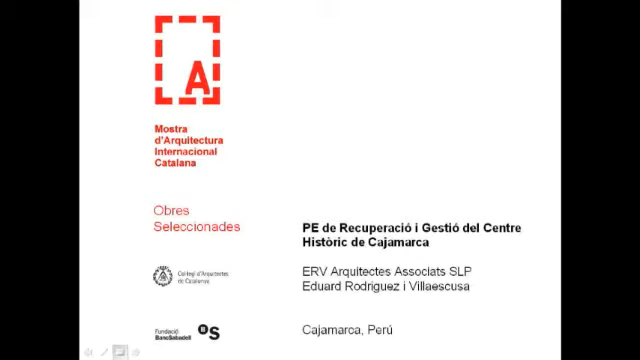 A
Mostra
d'Arquitectura
Internacional
Catalana
Obres
Seleccionades
PE de Recuperació i Gestió del Centre
Històric de Cajamarca
ERV Arquitectes Associats SLP
Eduard Rodriguez i Villaescusa
Col·legi d'Arquitectes
de Catalunya
Fundació
BancSabadell
B S
Cajamarca, Perú